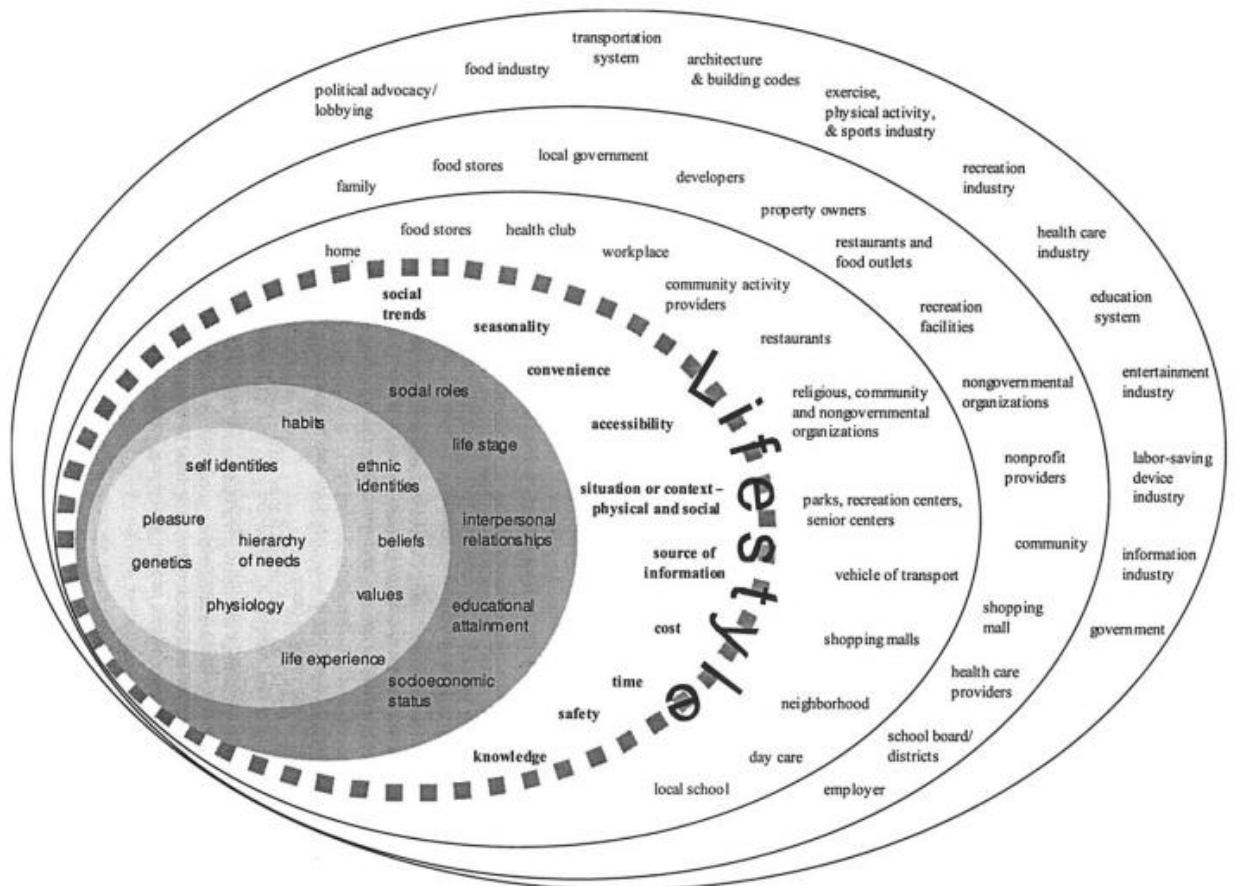 transportation
system
food industry
architecture
& building codes
political advocacy/
lobbying
exercise,
physical activity,
& sports industry
recreation
industry
health care
industry
education
system
entertainment
industry
labor-saving
device
industry
information
industry
government
family
food stores
local government
developers
property owners
restaurants and
food outlets
recreation
facilities
nongovernmental
organizations
nonprofit
providers
community
shopping
mall
health care
providers
school board/
districts
employer
home
food stores
health club
workplace
community activity
providers
restaurants
religious, community
and nongovernmental
organizations
parks, recreation centers,
senior centers
vehicle of transport
shopping malls
neighborhood
day care
local school
Lifestyle
social
trends
seasonality
convenience
accessibility
situation or context –
physical and social
source of
information
cost
time
safety
knowledge
social roles
life stage
interpersonal
relationships
educational
attainment
socioeconomic
status
habits
ethnic
identities
beliefs
values
life experience
self identities
pleasure
hierarchy
of needs
genetics
physiology